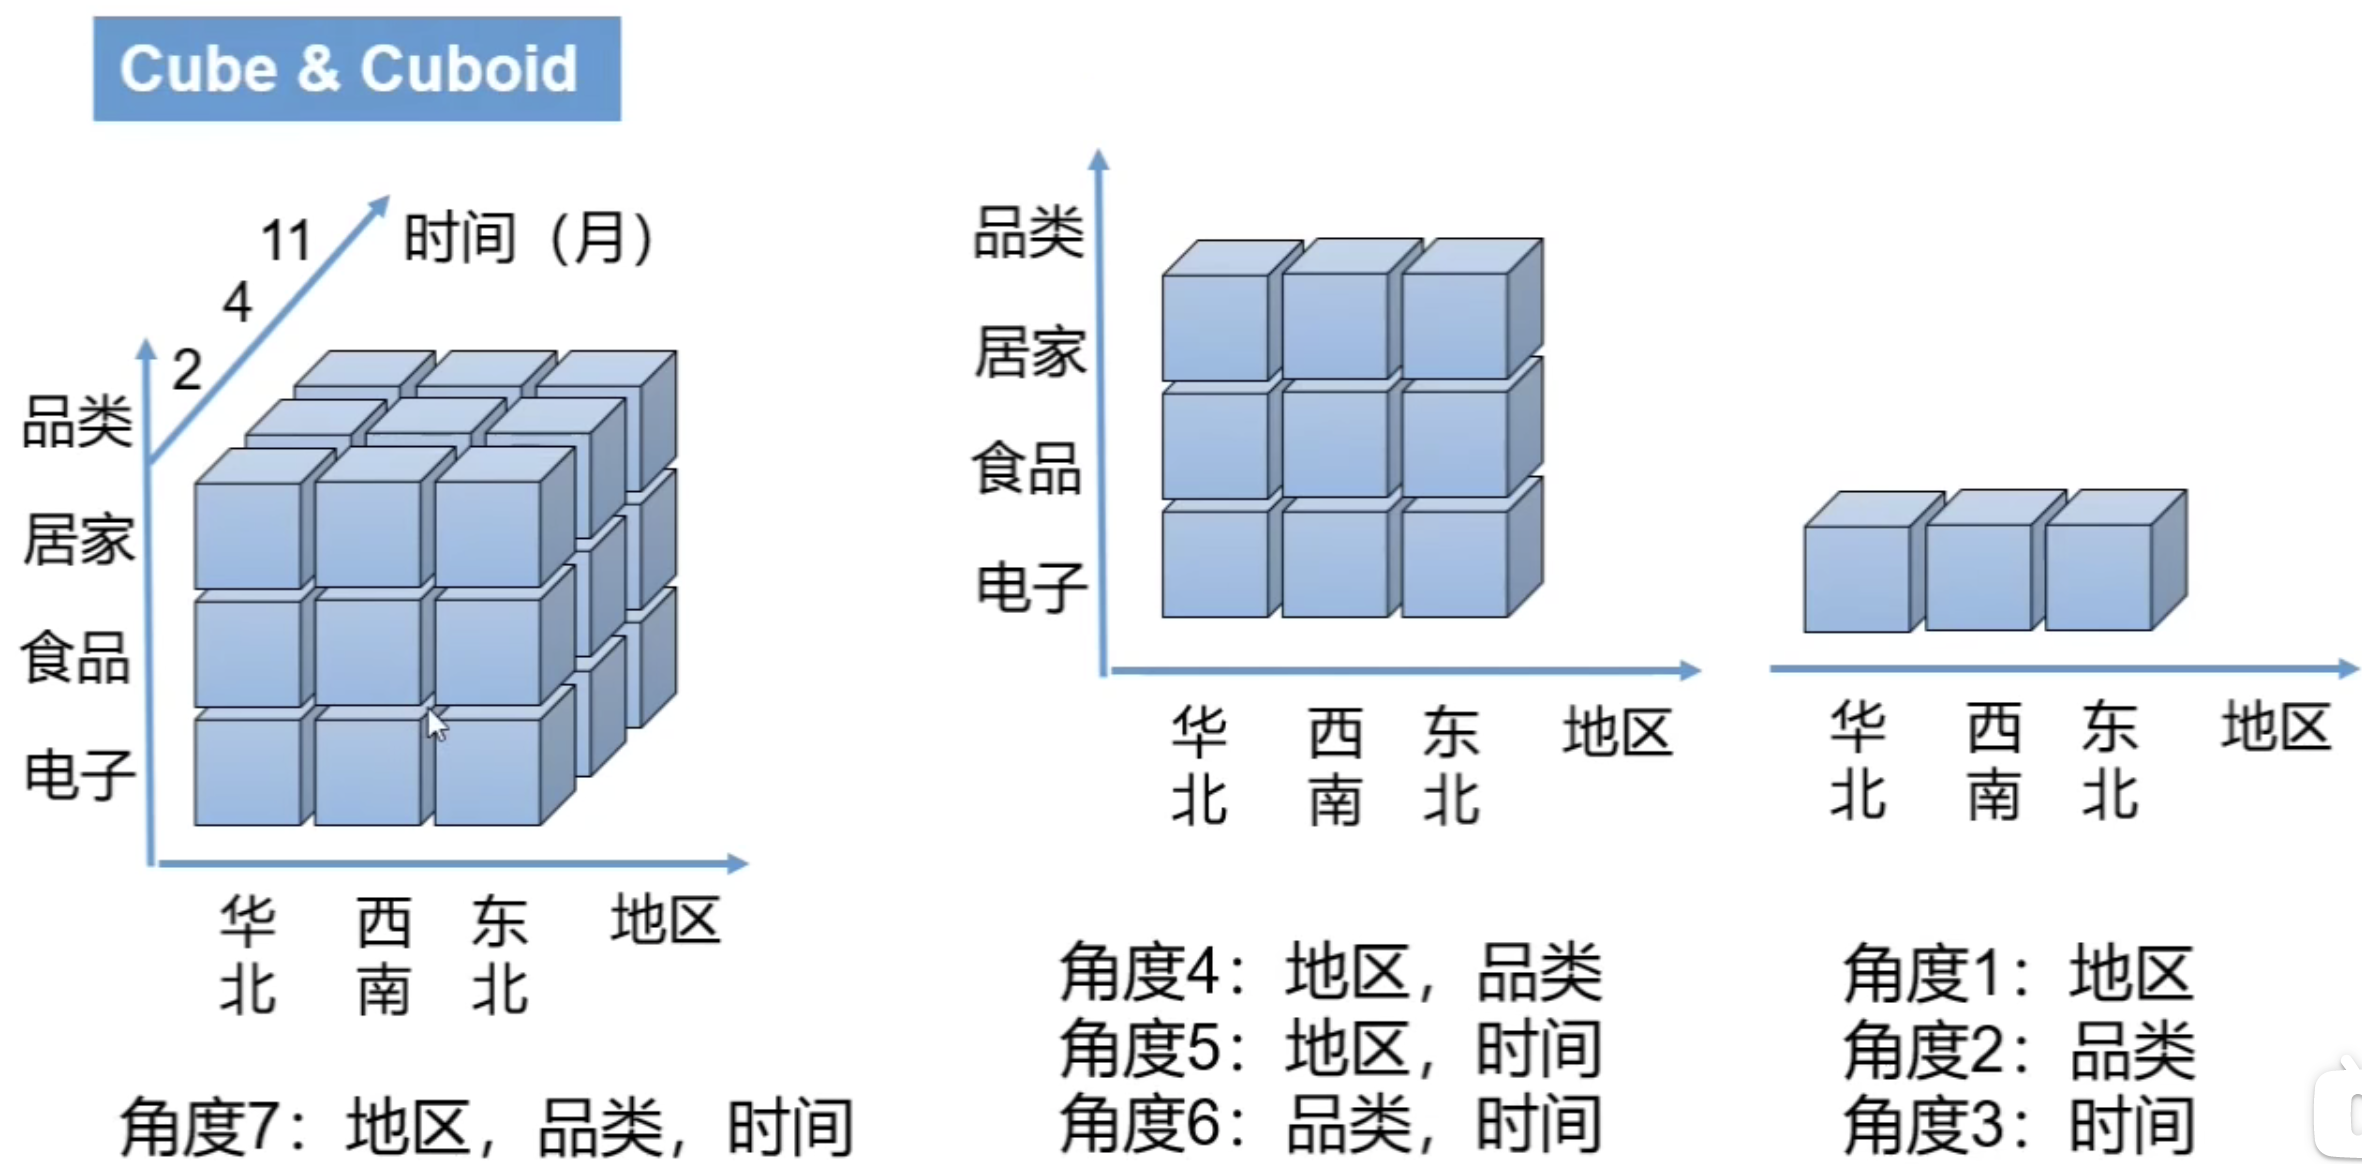 Cube & Cuboid
11
时间（月）
4
2
品类
居家
食品
电子
华北
西南
东北
地区
角度7：地区，品类，时间
品类
居家
食品
电子
华北
西南
东北
地区
角度4：地区，品类
角度5：地区，时间
角度6：品类，时间
华北
西南
东北
地区
角度1：地区
角度2：品类
角度3：时间